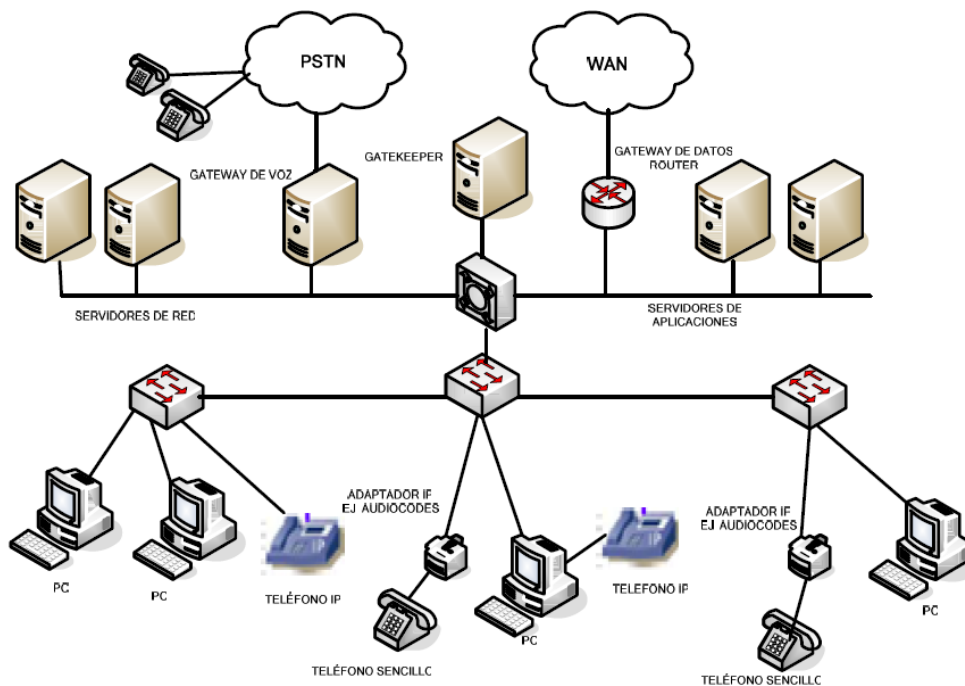 PSTN
WAN
GATEKEEPER
GATEWAY DE VOZ
GATEWAY DE DATOS
ROUTER
SERVIDORES DE RED
SERVIDORES DE
APLICACIONES
ADAPTADOR IP
EJ AUDIOCODES
ADAPTADOR IP
EJ AUDIOCODES
PC
PC
TELÉFONO IP
TELÉFONO IP
PC
PC
TELÉFONO SENCILLO
TELÉFONO SENCILLO